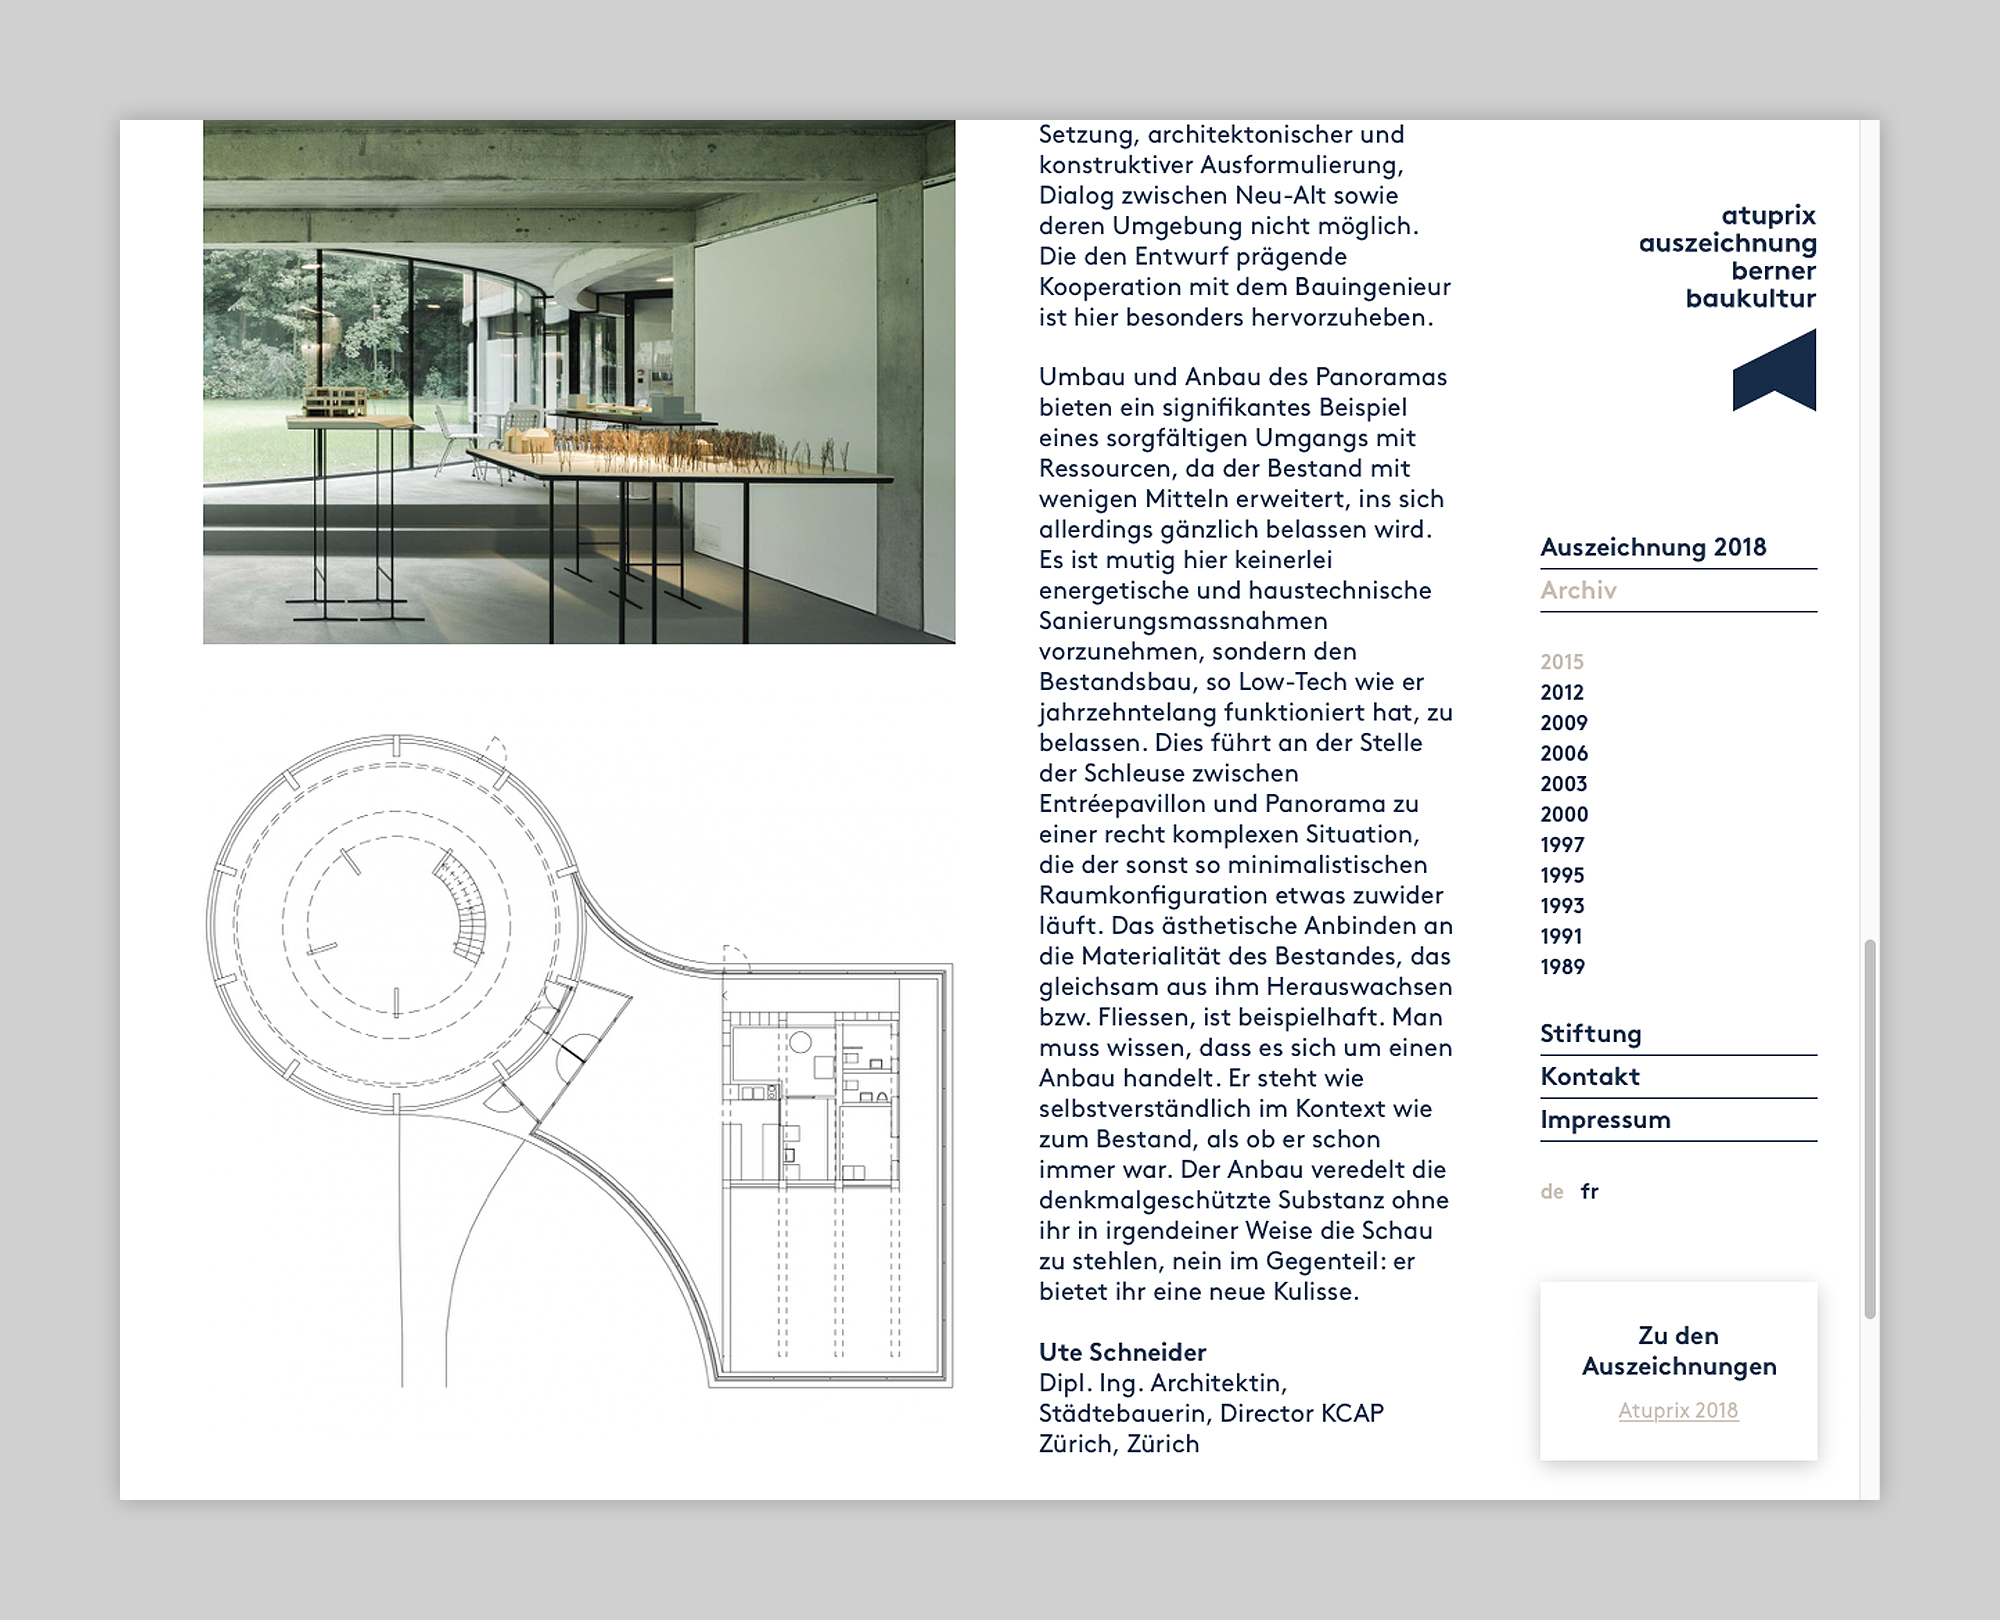 Setzung, architektonischer und
konstruktiver Ausformulierung,
Dialog zwischen Neu-Alt sowie
deren Umgebung nicht möglich.
Die den Entwurf prägende
Kooperation mit dem Bauingenieur
ist hier besonders hervorzuheben.
Umbau und Anbau des Panoramas
bieten ein signifikantes Beispiel
eines sorgfältigen Umgangs mit
Ressourcen, da der Bestand mit
wenigen Mitteln erweitert, ins sich
allerdings gänzlich belassen wird.
Es ist mutig hier keinerlei
energetische und haustechnische
Sanierungsmassnahmen
vorzunehmen, sondern den
Bestandsbau, so Low-Tech wie er
jahrzehntelang funktioniert hat, zu
belassen. Dies führt an der Stelle
der Schleuse zwischen
Entréepavillon und Panorama zu
einer recht komplexen Situation,
die der sonst so minimalistischen
Raumkonfiguration etwas zuwider
läuft. Das ästhetische Anbinden an
die Materialität des Bestandes, das
gleichsam aus ihm Herauswachsen
bzw. Fliessen, ist beispielhaft. Man
muss wissen, dass es sich um einen
Anbau handelt. Er steht wie
selbstverständlich im Kontext wie
zum Bestand, als ob er schon
immer war. Der Anbau veredelt die
denkmalgeschützte Substanz ohne
ihr in irgendeiner Weise die Schau
zu stehlen, nein im Gegenteil: er
bietet ihr eine neue Kulisse.
Ute Schneider
Dipl. Ing. Architektin,
Städtebauerin, Director KCAP
Zürich, Zürich
atuprix
auszeichnung
berner
baukultur
Auszeichnung 2018
Archiv
2015
2012
2009
2006
2003
2000
1997
1995
1993
1991
1989
Stiftung
Kontakt
Impressum
de fr
Zu den
Auszeichnungen
Atuprix 2018